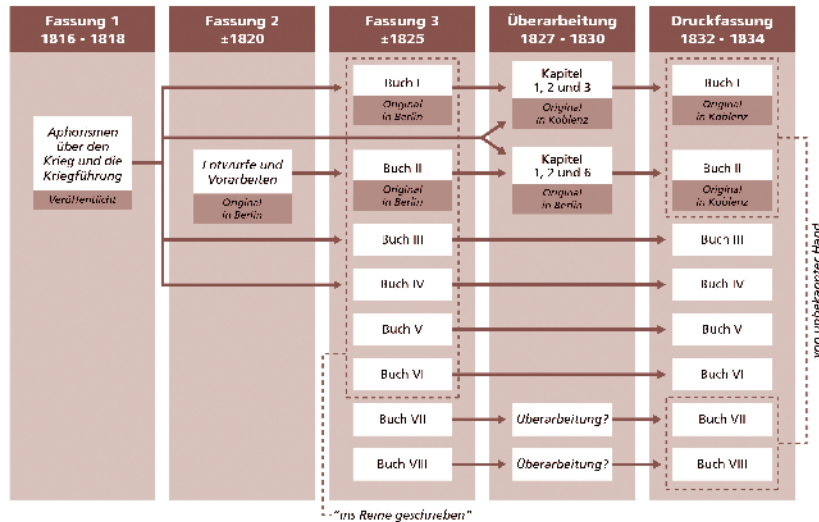 Fassung 1
1816 - 1818
Fassung 2
±1820
Fassung 3
±1825
Überarbeitung
1827 - 1830
Druckfassung
1832 - 1834
Aphorismen
über den
Krieg und die
Kriegführung
Veröffentlicht
Entwürfe und
Vorarbeiten
Original
in Berlin
Buch I
Original
in Berlin
Buch II
Original
in Berlin
Buch III
Buch IV
Buch V
Buch VI
Buch VII
Buch VIII
Kapitel
1, 2 und 3
Original
in Koblenz
Kapitel
1, 2 und 6
Original
in Berlin
Überarbeitung?
Überarbeitung?
Buch I
Original
in Koblenz
Buch II
Original
in Koblenz
Buch III
Buch IV
Buch V
Buch VI
Buch VII
Buch VIII
von unbekannter Hand
"ins Reine geschrieben"